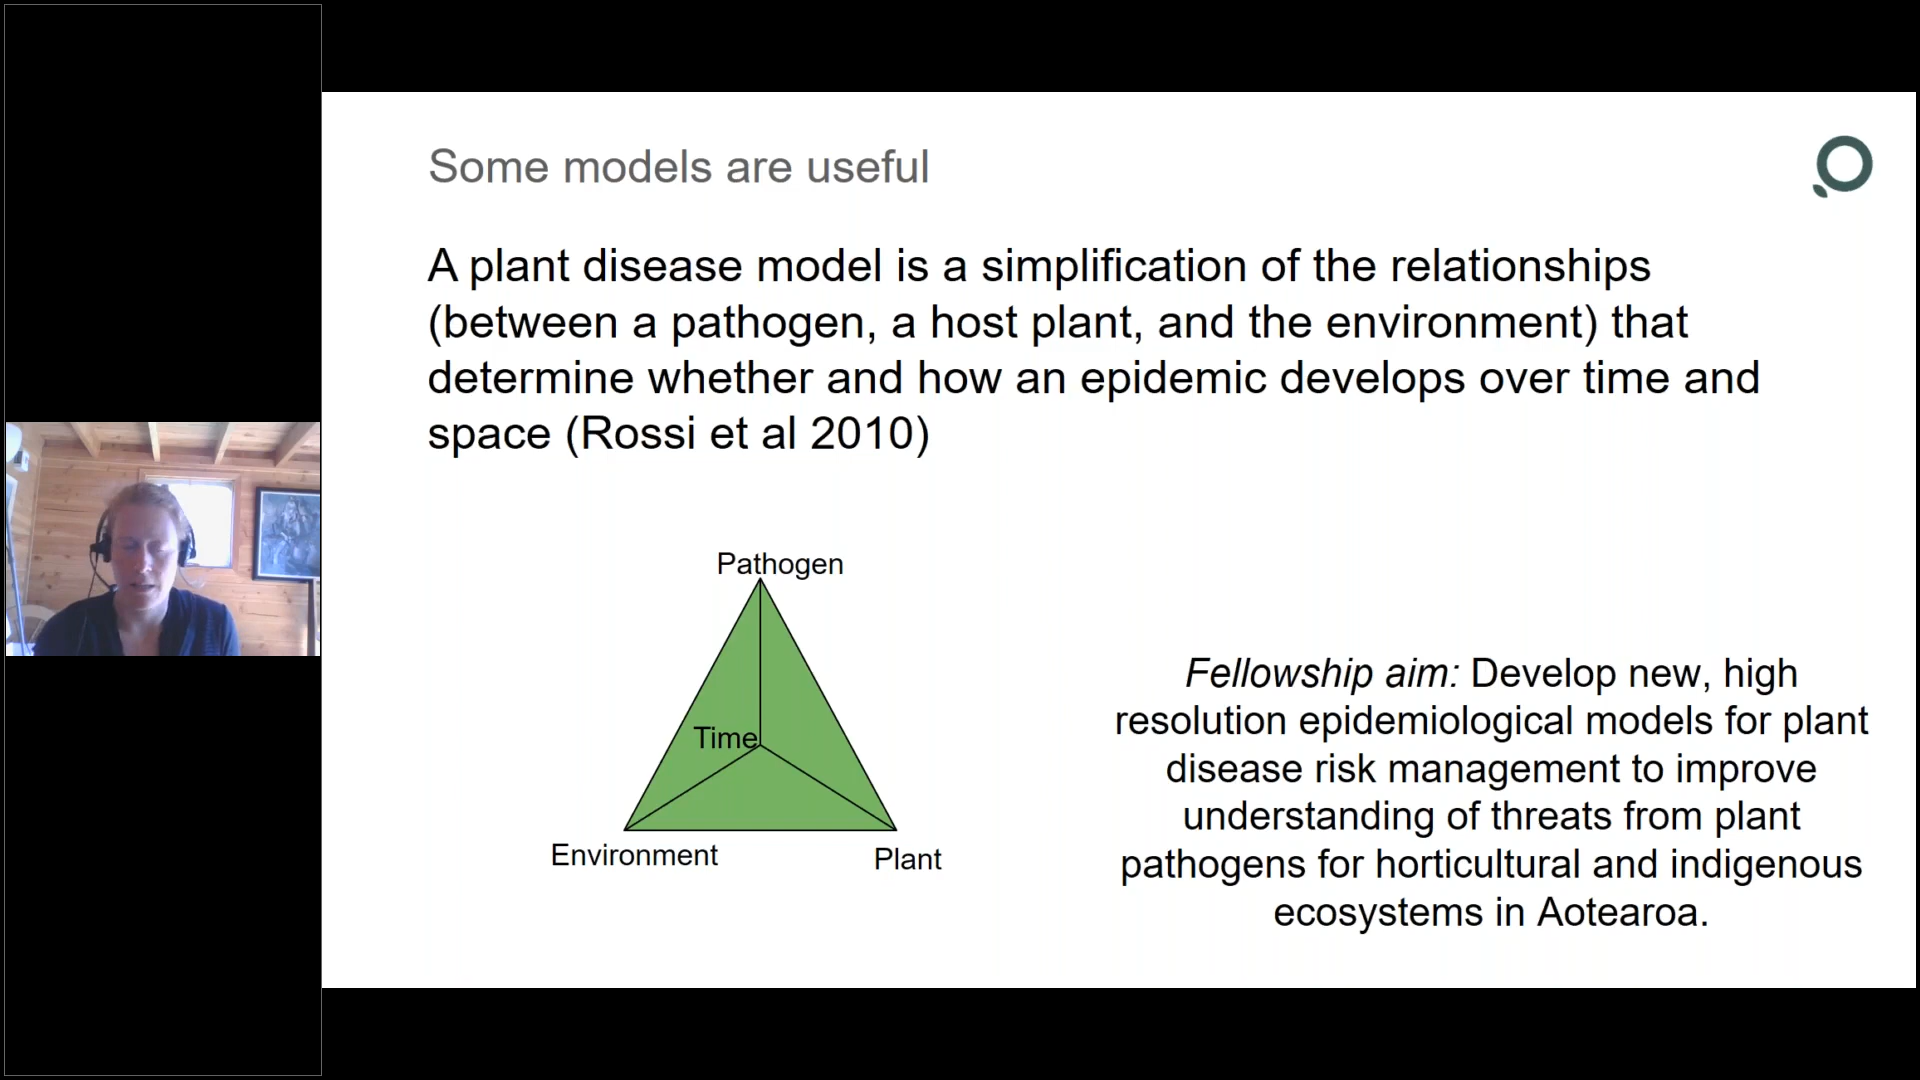 Some models are useful
A plant disease model is a simplification of the relationships
(between a pathogen, a host plant, and the environment) that
determine whether and how an epidemic develops over time and
space (Rossi et al 2010)
Pathogen
Time
Environment
Plant
Fellowship aim: Develop new, high
resolution epidemiological models for plant
disease risk management to improve
understanding of threats from plant
pathogens for horticultural and indigenous
ecosystems in Aotearoa.